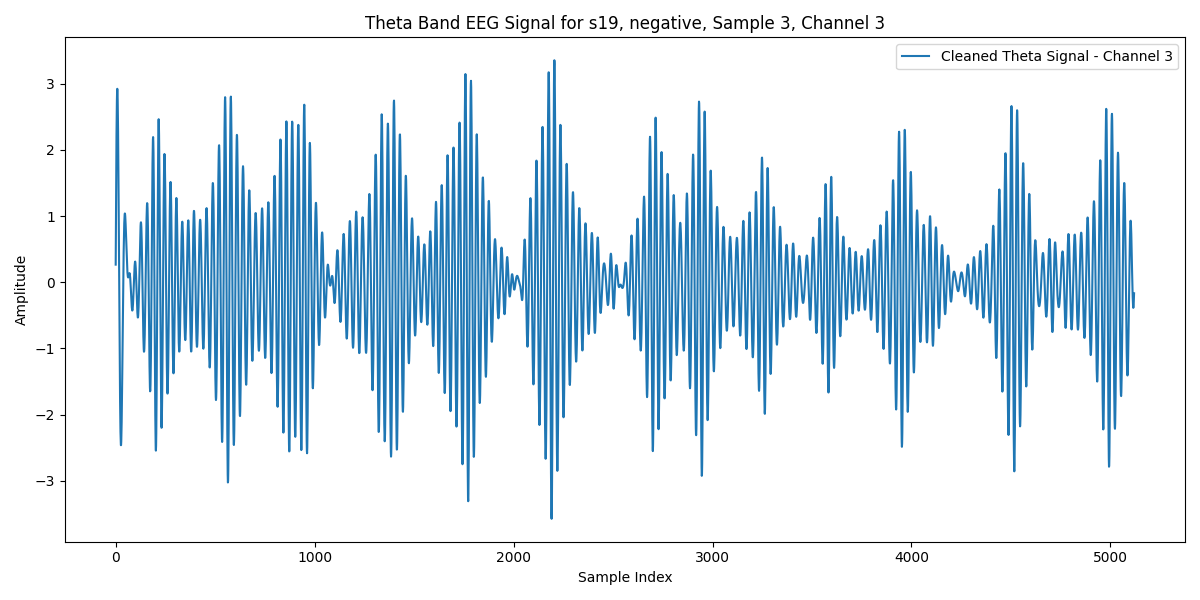 Theta Band EEG Signal for s19, negative, Sample 3, Channel 3
Cleaned Theta Signal - Channel 3
Amplitude
3
2
1
0
−1
−2
−3
0 1000 2000 3000 4000 5000
Sample Index